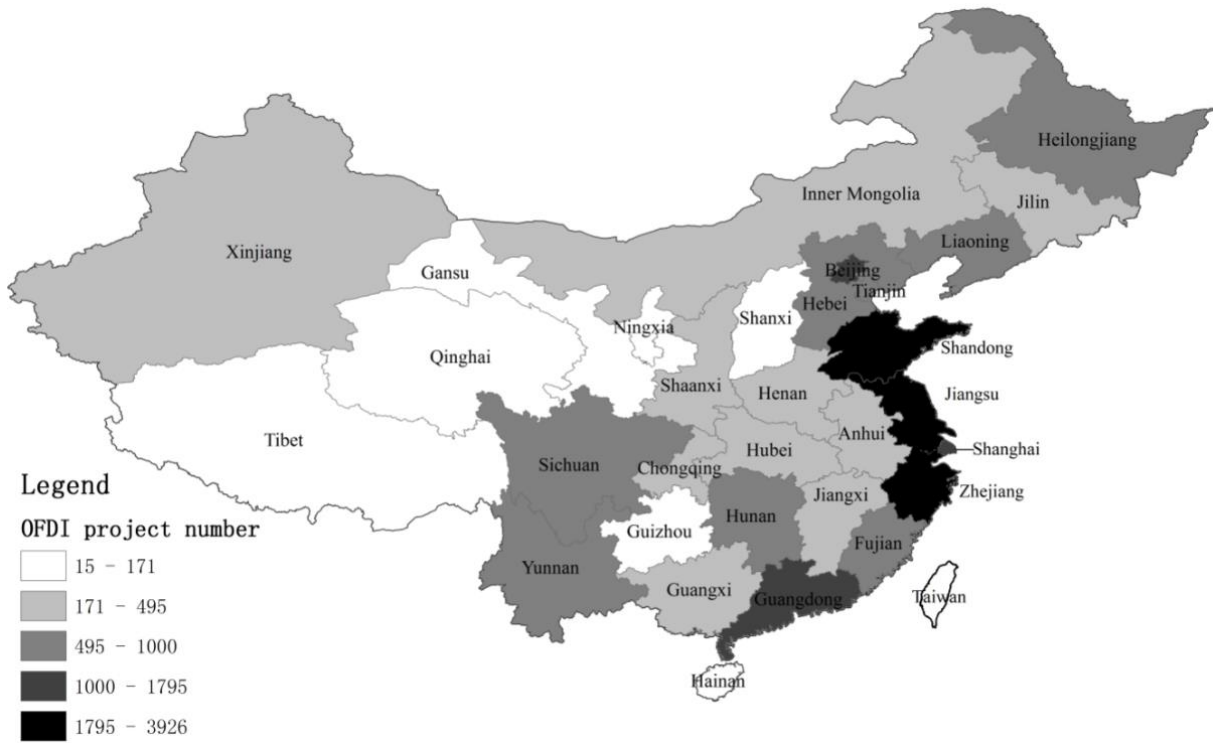 Heilongjiang
Inner Mongolia
Jilin
Xinjiang
Liaoning
Gansu
Beijing
Tianjin
Hebei
Ningxia
Shanxi
Shandong
Qinghai
Shaanxi
Henan
Jiangsu
Tibet
Anhui
Sichuan
Chongqing
Hubei
Shanghai
Zhejiang
Jiangxi
Hunan
Guizhou
Fujian
Yunnan
Guangxi
Guangdong
Taiwan
Hainan
Legend
OFDI project number
15 - 171
171 - 495
495 - 1000
1000 - 1795
1795 - 3926